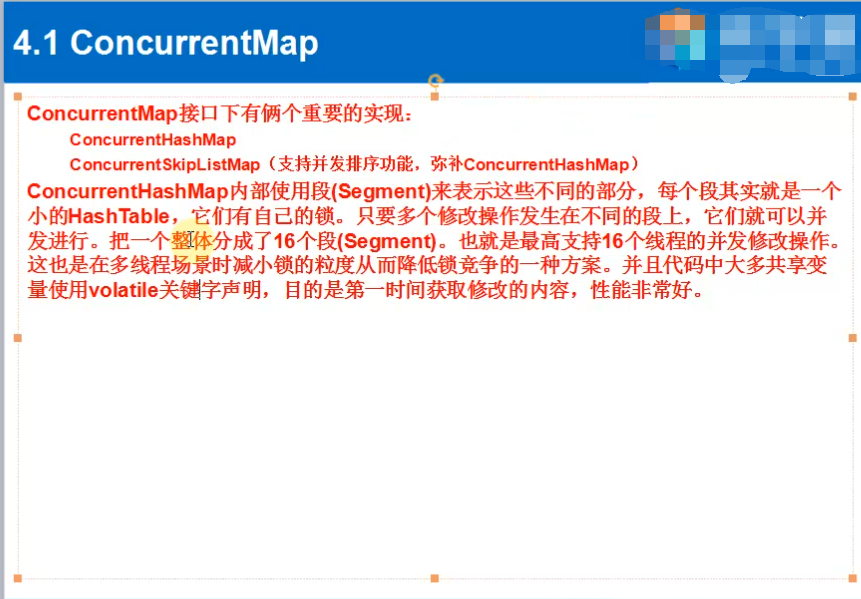 4.1 ConcurrentMap
ConcurrentMap接口下有俩个重要的实现：
ConcurrentHashMap
ConcurrentSkipListMap（支持并发排序功能，弥补ConcurrentHashMap）
ConcurrentHashMap内部使用段(Segment)来表示这些不同的部分，每个段其实就是一个
小的HashTable，它们有自己的锁。只要多个修改操作发生在不同的段上，它们就可以并
发进行。把一个整体分成了16个段(Segment)。也就是最高支持16个线程的并发修改操作。
这也是在多线程场景时减小锁的粒度从而降低锁竞争的一种方案。并且代码中大多共享变
量使用volatile关键字声明，目的是第一时间获取修改的内容，性能非常好。